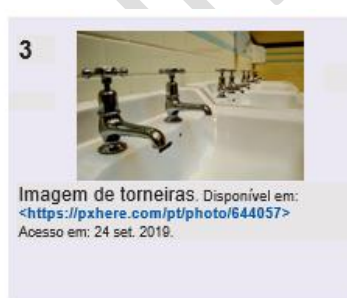 3
Imagem de torneiras. Disponível em:
<https://pxhere.com/pt/photo/644057>
Acesso em: 24 set. 2019.